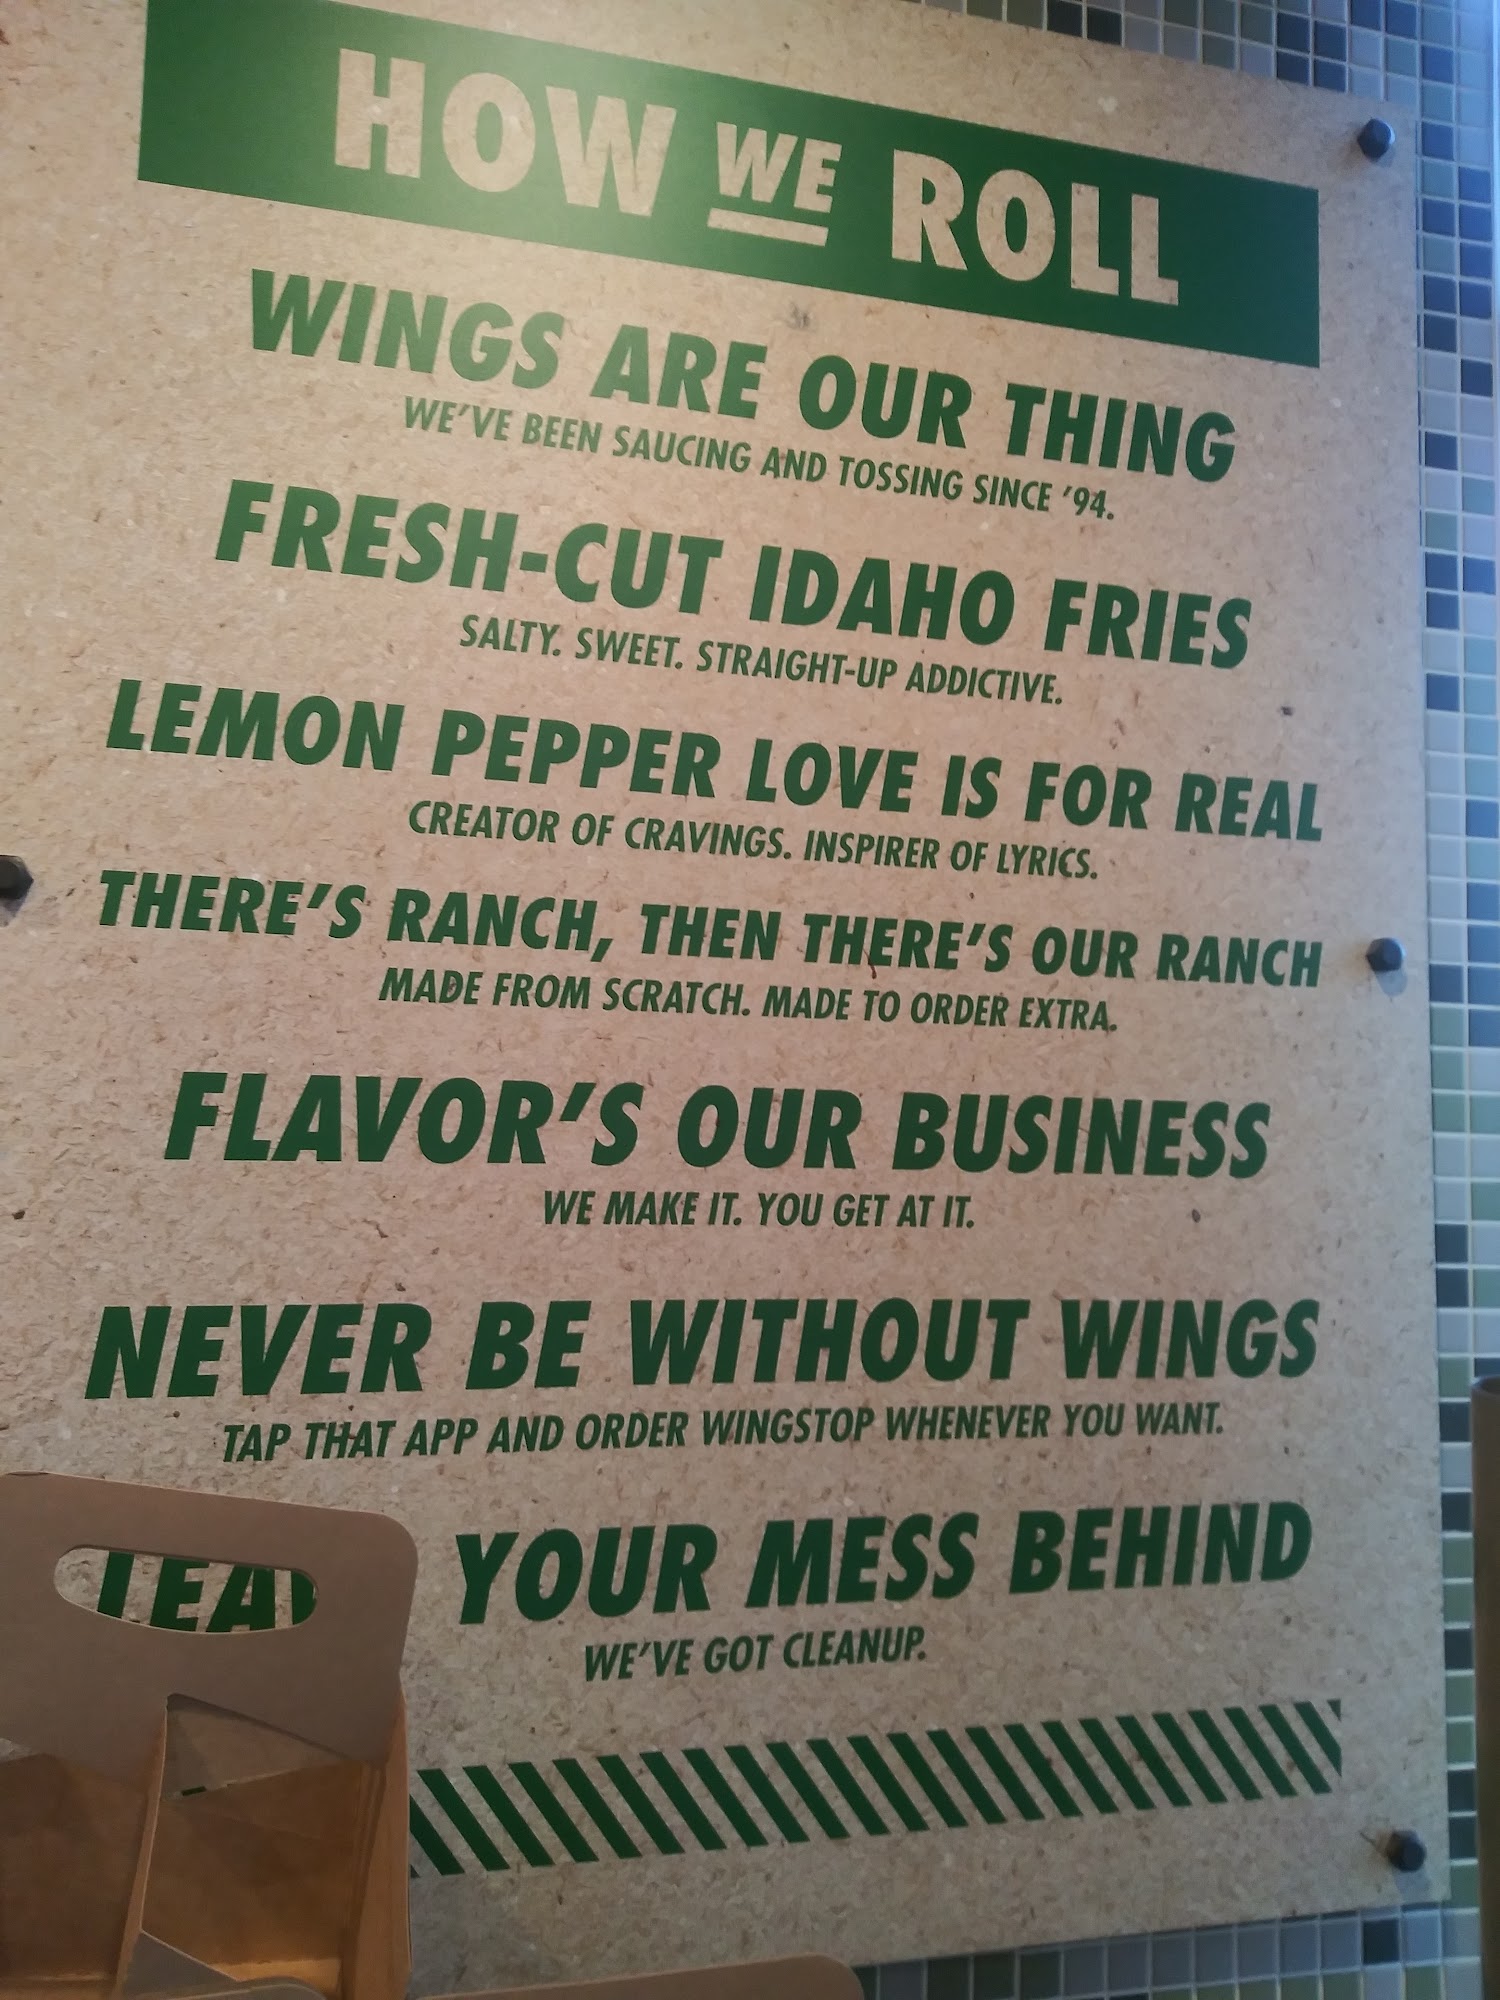 HOW WE ROLL
WINGS ARE OUR THING
WE'VE BEEN SAUCING AND TOSSING SINCE '94.
FRESH-CUT IDAHO FRIES
SALTY. SWEET. STRAIGHT-UP ADDICTIVE.
LEMON PEPPER LOVE IS FOR REAL
CREATOR OF CRAVINGS. INSPIRER OF LYRICS.
THERE'S RANCH, THEN THERE'S OUR RANCH
MADE FROM SCRATCH. MADE TO ORDER EXTRA.
FLAVOR'S OUR BUSINESS
WE MAKE IT. YOU GET AT IT.
NEVER BE WITHOUT WINGS
TAP THAT APP AND ORDER WINGSTOP WHENEVER YOU WANT.
YOUR MESS BEHIND
WE'VE GOT CLEANUP.